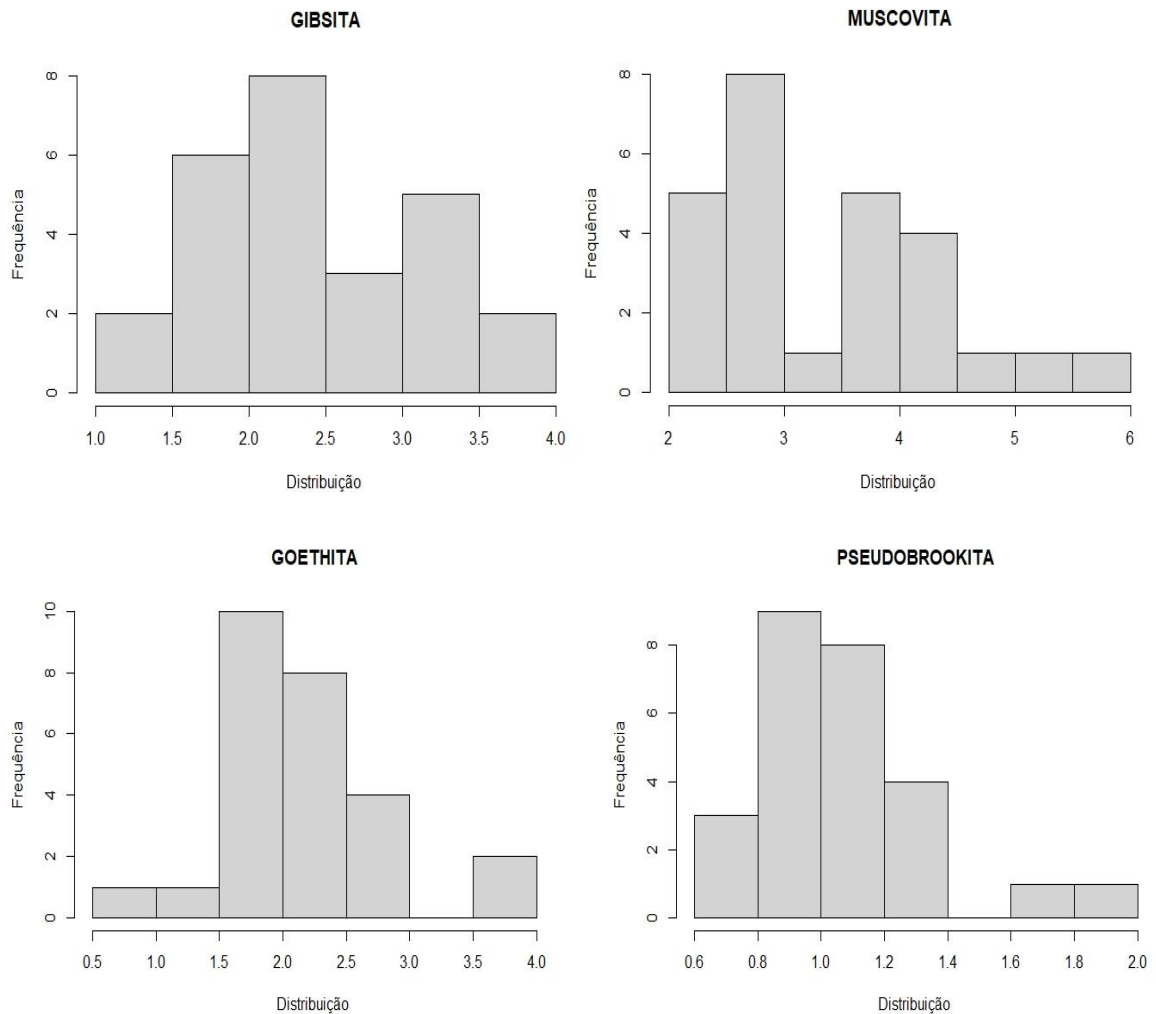 GIBSITA
Frequência
0 2 4 6 8
1.0 1.5 2.0 2.5 3.0 3.5 4.0
Distribuição
MUSCOVITA
Frequência
0 2 4 6 8
2 3 4 5 6
Distribuição
GOETHITA
Frequência
0 2 4 6 8 10
0.5 1.0 1.5 2.0 2.5 3.0 3.5 4.0
Distribuição
PSEUDOBROOKITA
Frequência
0 2 4 6 8
0.6 0.8 1.0 1.2 1.4 1.6 1.8 2.0
Distribuição